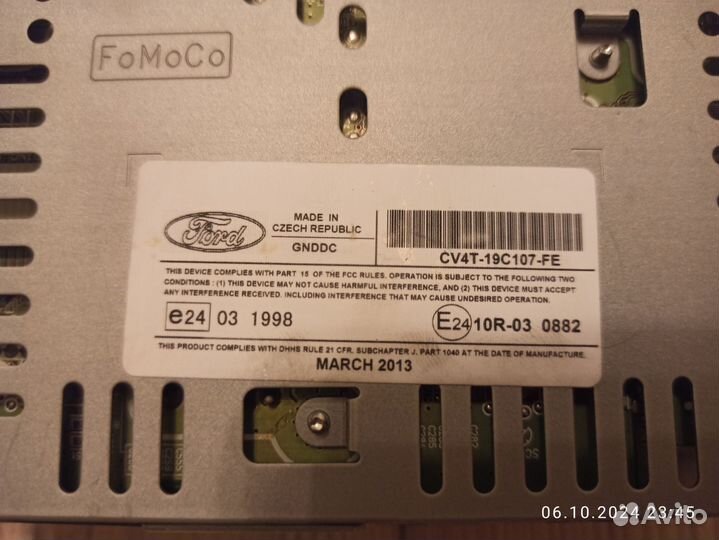 FoMoCo
Ford
MADE IN
CZECH REPUBLIC
GNDDC
CV4T-19C107-FE
THIS DEVICE COMPLIES WITH PART 15 OF THE FCC RULES. OPERATION IS SUBJECT TO THE FOLLOWING TWO
CONDITIONS : (1) THIS DEVICE MAY NOT CAUSE HARMFUL INTERFERENCE, AND (2) THIS DEVICE MUST ACCEPT
ANY INTERFERENCE RECEIVED. INCLUDING INTERFERENCE THAT MAY CAUSE UNDESIRED OPERATION.
e24 03 1998
E24 10R-03 0882
THIS PRODUCT COMPLIES WITH DHHS RULE 21 CFR. SUBCHAPTER J. PART 1040 AT THE DATE OF MANUFACTURE.
MARCH 2013
C285
C282
06.10.2024 23:45
Avito